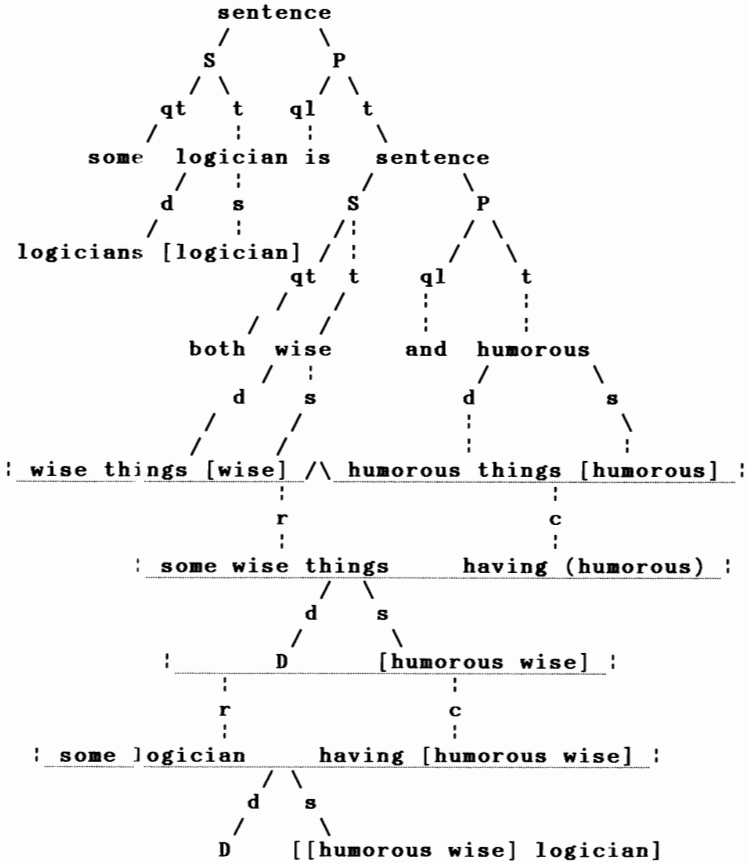 sentence
/ \
S P
/ \ / \
qt t ql t
/ ¦ ¦ \
some logician is sentence
/ ¦ / \
d s S P
/ ¦ / ¦ / \
logicians [logician] qt t ql t
/ / ¦ ¦
both wise and humorous
/ ¦ / \
d s d s
/ / ¦ \
¦ wise things [wise] /\ humorous things [humorous] ¦
¦ ¦
r c
¦ ¦
¦ some wise things having (humorous) ¦
/ \
d s
/ \
¦ D [humorous wise] ¦
¦ ¦
r c
¦ ¦
¦ some logician having [humorous wise] ¦
/ \
d s
/ \
D [[humorous wise] logician]